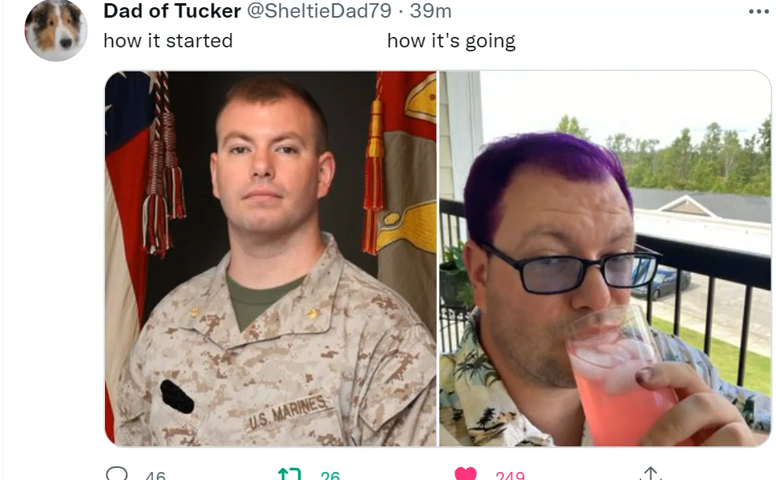 Dad of Tucker @SheltieDad79 · 39m
how it started how it's going
U.S. MARINES
46 26 249